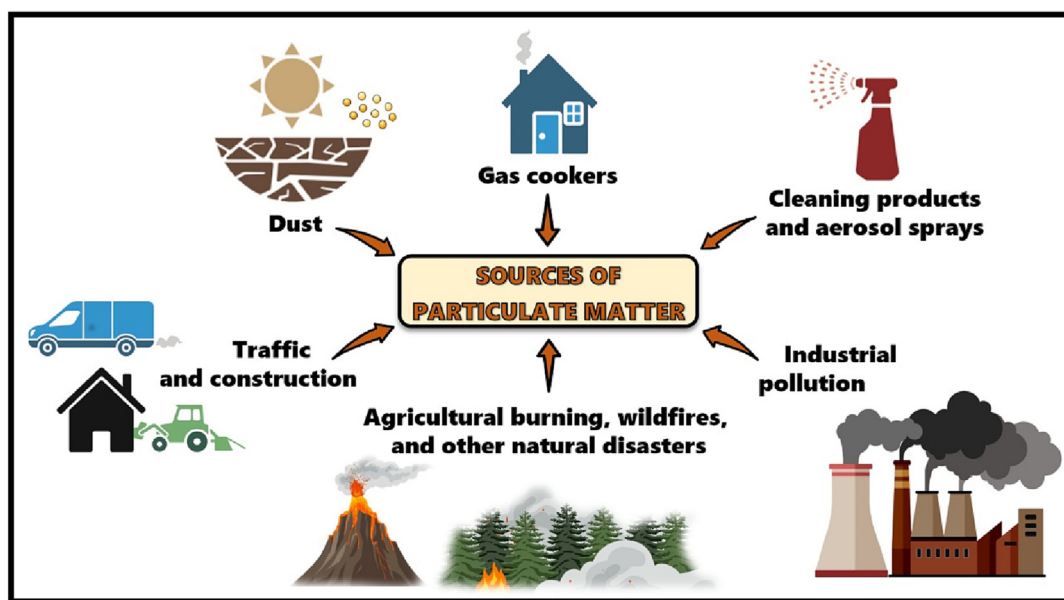 Dust
Gas cookers
Cleaning products
and aerosol sprays
SOURCES OF
PARTICULATE MATTER
Traffic
and construction
Agricultural burning, wildfires,
and other natural disasters
Industrial
pollution